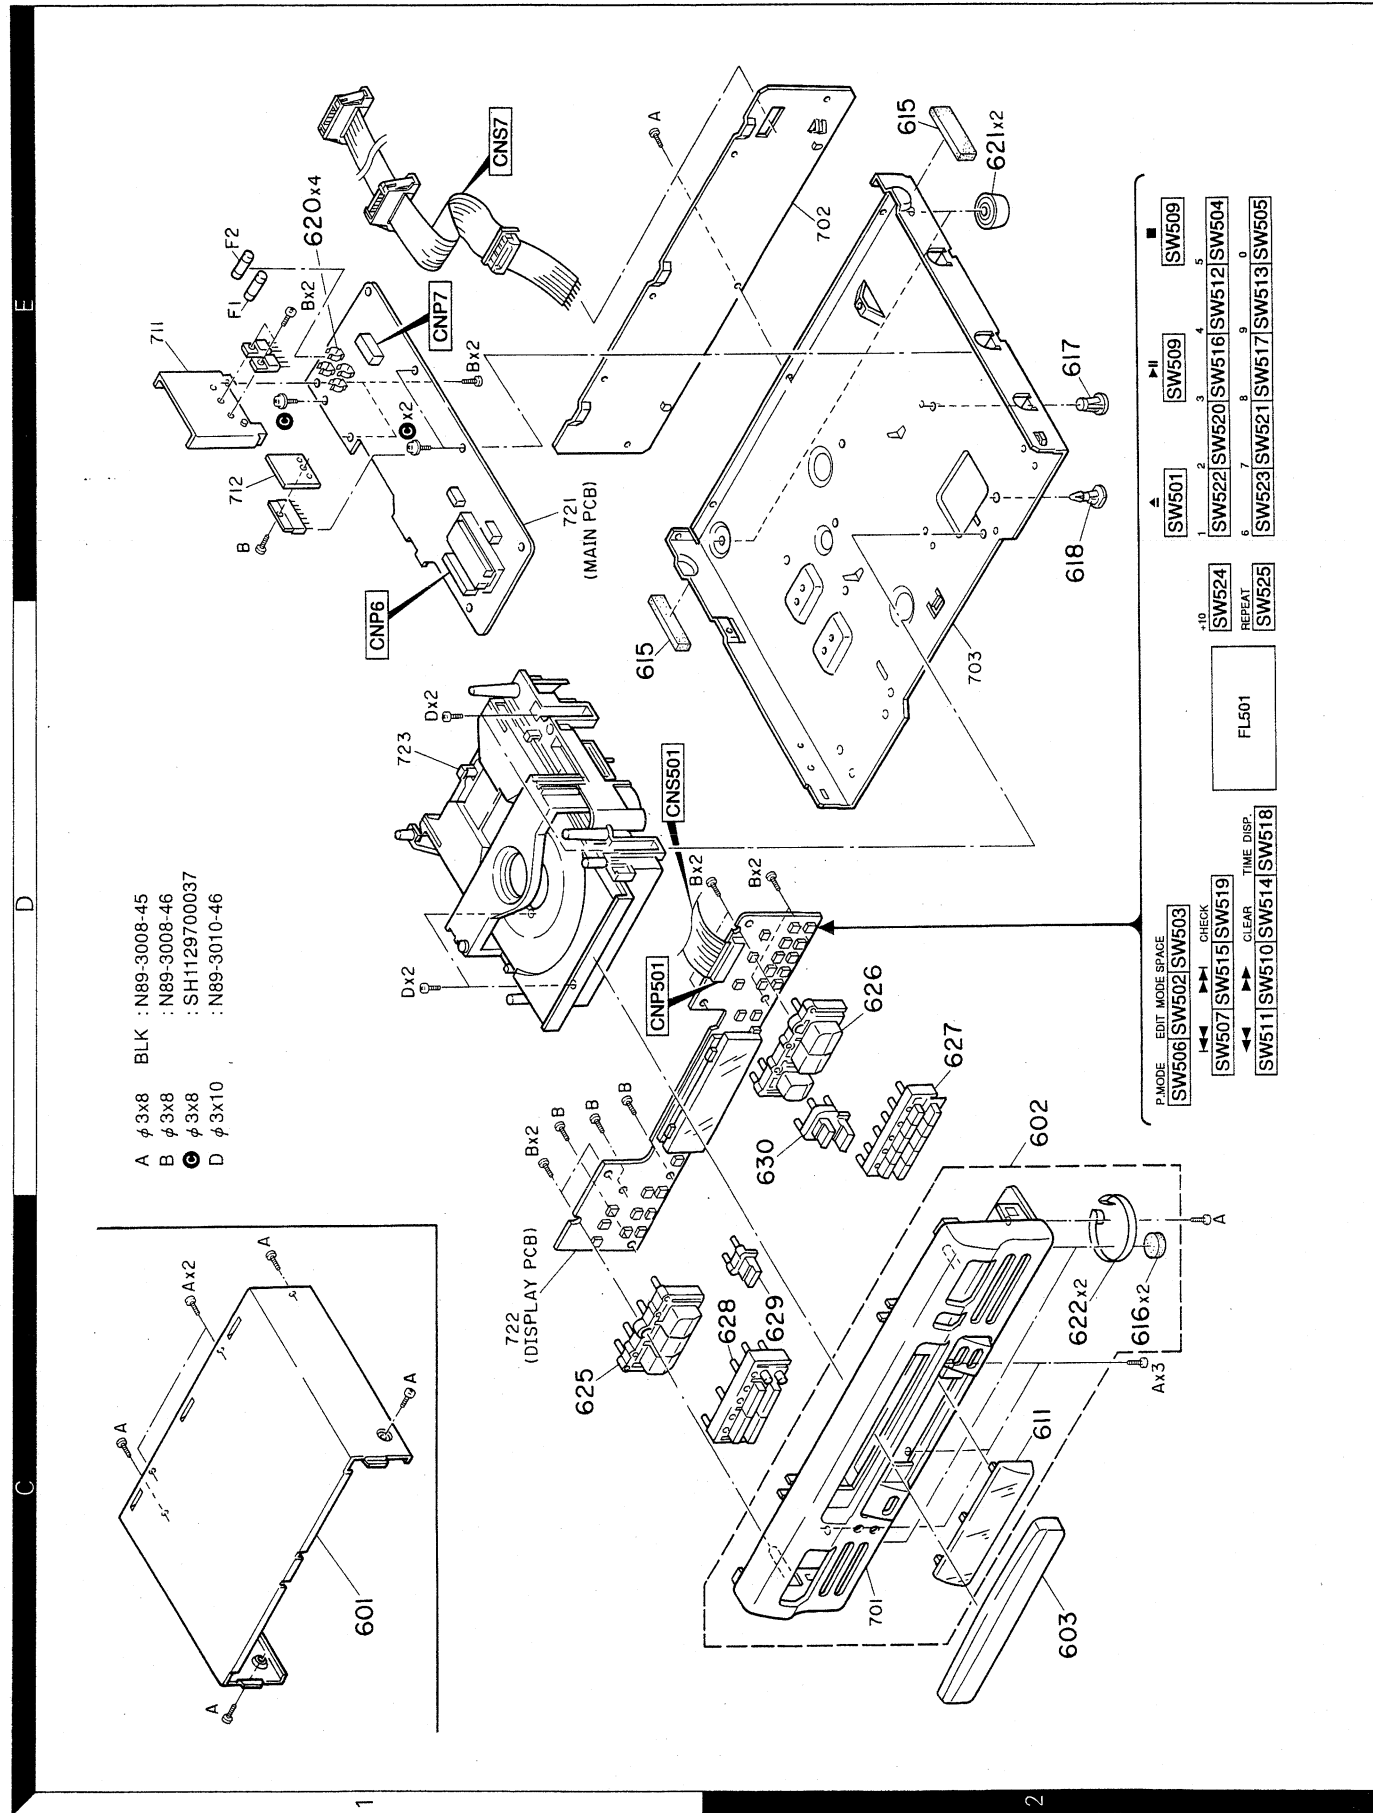 C
D
E
1
2
A φ3x8 BLK : N89-3008-45
B φ3x8 : N89-3008-46
C φ3x8 : SH1129700037
D φ3x10 : N89-3010-46
A
A
Ax2
A
A
601
711
F1
F2
Bx2
620x4
712
B
C
C x2
CNP7
Bx2
CNS7
CNP6
721
(MAIN PCB)
A
702
723
Dx2
Dx2
615
615
621x2
617
618
703
CNS501
Bx2
Bx2
CNP501
B
B
B
Bx2
722
(DISPLAY PCB)
625
628
629
630
626
627
602
A
622x2
616x2
Ax3
611
701
603
P.MODE EDIT MODE SPACE
SW506 SW502 SW503
⏮ ⏭ CHECK
SW507 SW515 SW519
◀◀ ▶▶ CLEAR TIME DISP.
SW511 SW510 SW514 SW518
FL501
+10
SW524
REPEAT
SW525
▲ ▶II ■
SW501 SW509 SW509
1 2 3 4 5
SW522 SW520 SW516 SW512 SW504
6 7 8 9 0
SW523 SW521 SW517 SW513 SW505